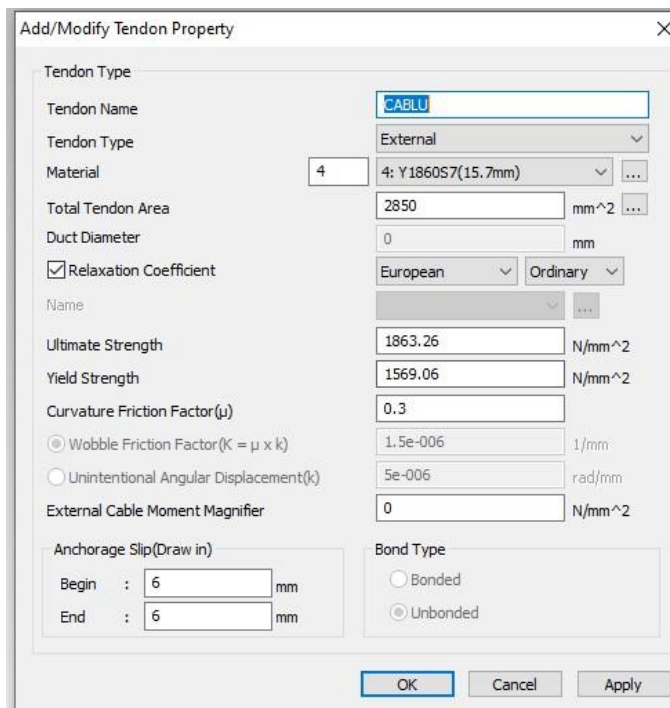 Add/Modify Tendon Property
Tendon Type
Tendon Name CABLU
Tendon Type External
Material 4 4: Y1860S7(15.7mm) ...
Total Tendon Area 2850 mm^2 ...
Duct Diameter 0 mm
Relaxation Coefficient European Ordinary
Name ...
Ultimate Strength 1863.26 N/mm^2
Yield Strength 1569.06 N/mm^2
Curvature Friction Factor(μ) 0.3
Wobble Friction Factor(K = μ x k) 1.5e-006 1/mm
Unintentional Angular Displacement(k) 5e-006 rad/mm
External Cable Moment Magnifier 0 N/mm^2
Anchorage Slip(Draw in)
Begin : 6 mm
End : 6 mm
Bond Type
Bonded
Unbonded
OK Cancel Apply